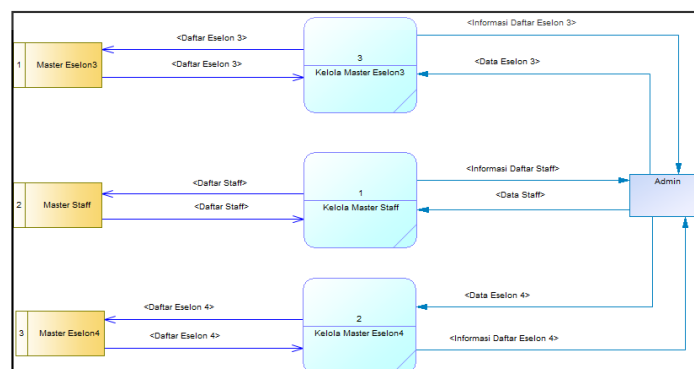 <Informasi Daftar Eselon 3>
<Daftar Eselon 3>
3
1
Master Eselon3
<Daftar Eselon 3>
Kelola Master Eselon3
<Data Eselon 3>
<Informasi Daftar Staff>
<Daftar Staff>
1
Admin
2
Master Staff
<Daftar Staff>
Kelola Master Staff
<Data Staff>
<Daftar Eselon 4>
<Data Eselon 4>
2
3
Master Eselon4
<Daftar Eselon 4>
Kelola Master Eselon4
<Informasi Daftar Eselon 4>